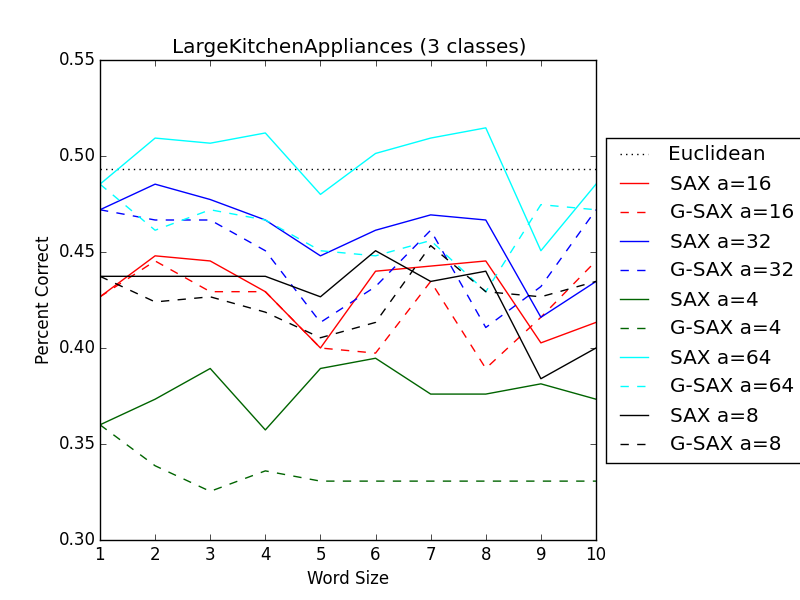 LargeKitchenAppliances (3 classes)
0.55
0.50
0.45
0.40
0.35
0.30
Percent Correct
1 2 3 4 5 6 7 8 9 10
Word Size
Euclidean
SAX a=16
G-SAX a=16
SAX a=32
G-SAX a=32
SAX a=4
G-SAX a=4
SAX a=64
G-SAX a=64
SAX a=8
G-SAX a=8